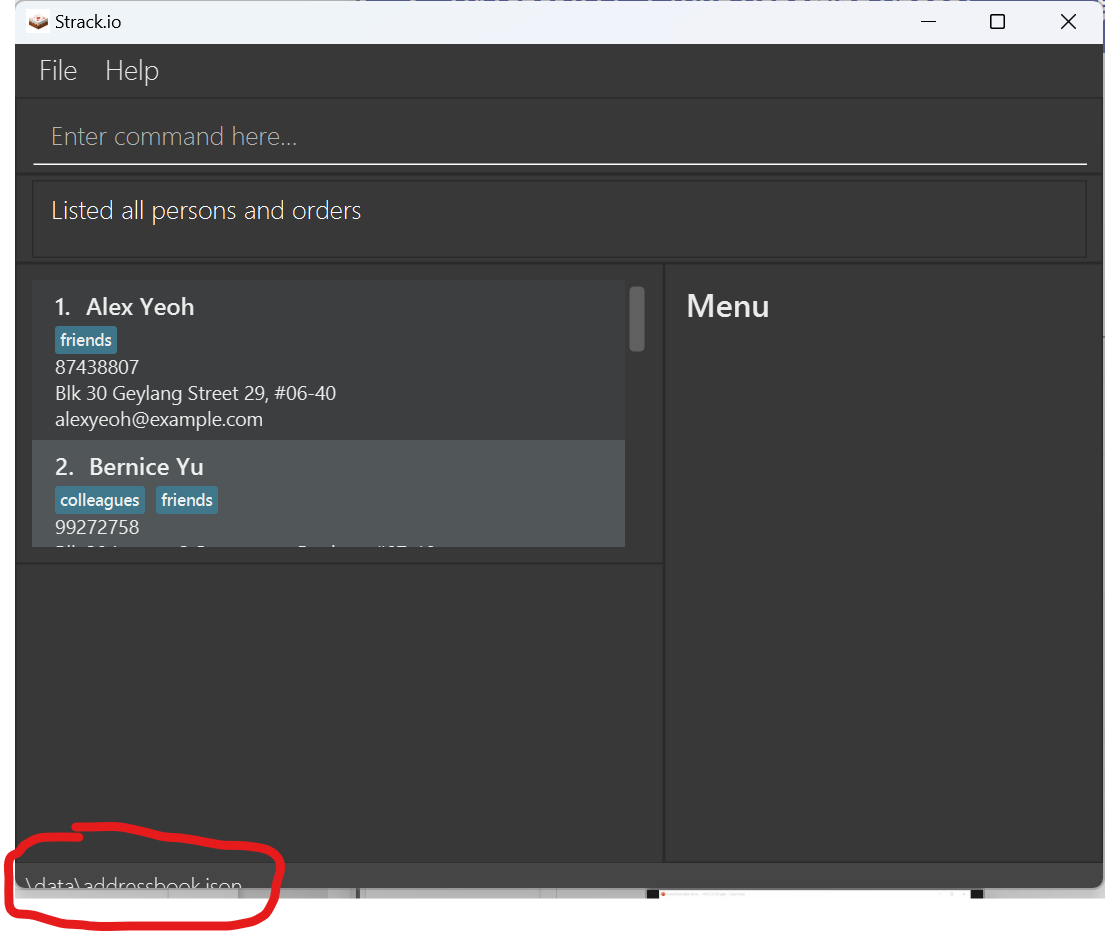 Strack.io
File Help
Enter command here...
Listed all persons and orders
1. Alex Yeoh
friends
87438807
Blk 30 Geylang Street 29, #06-40
alexyeoh@example.com
2. Bernice Yu
colleagues friends
99272758
Menu
\data\addressbook.json